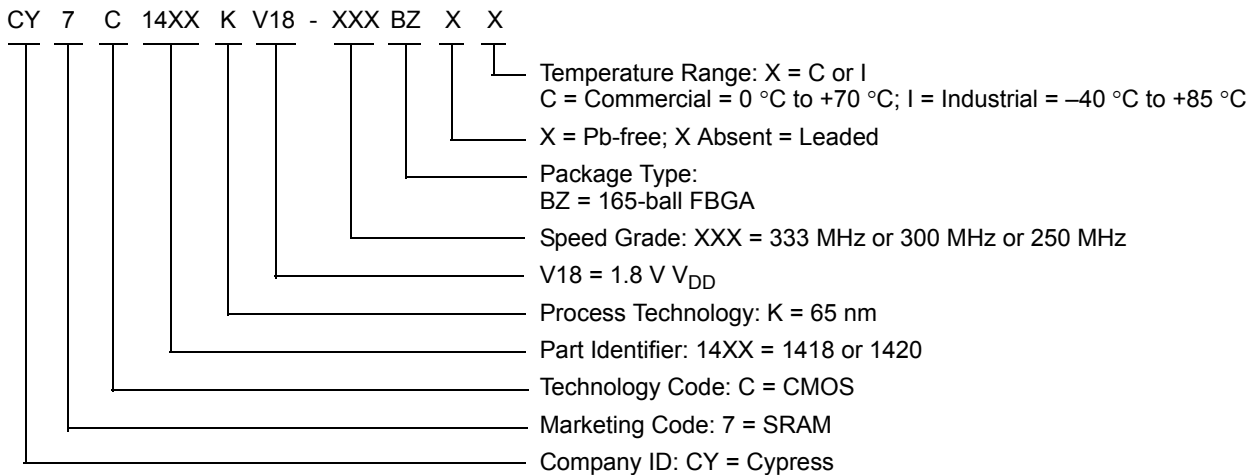 CY 7 C 14XX K V18 - XXX BZ X X
Temperature Range: X = C or I
C = Commercial = 0 °C to +70 °C; I = Industrial = –40 °C to +85 °C
X = Pb-free; X Absent = Leaded
Package Type:
BZ = 165-ball FBGA
Speed Grade: XXX = 333 MHz or 300 MHz or 250 MHz
V18 = 1.8 V VDD
Process Technology: K = 65 nm
Part Identifier: 14XX = 1418 or 1420
Technology Code: C = CMOS
Marketing Code: 7 = SRAM
Company ID: CY = Cypress